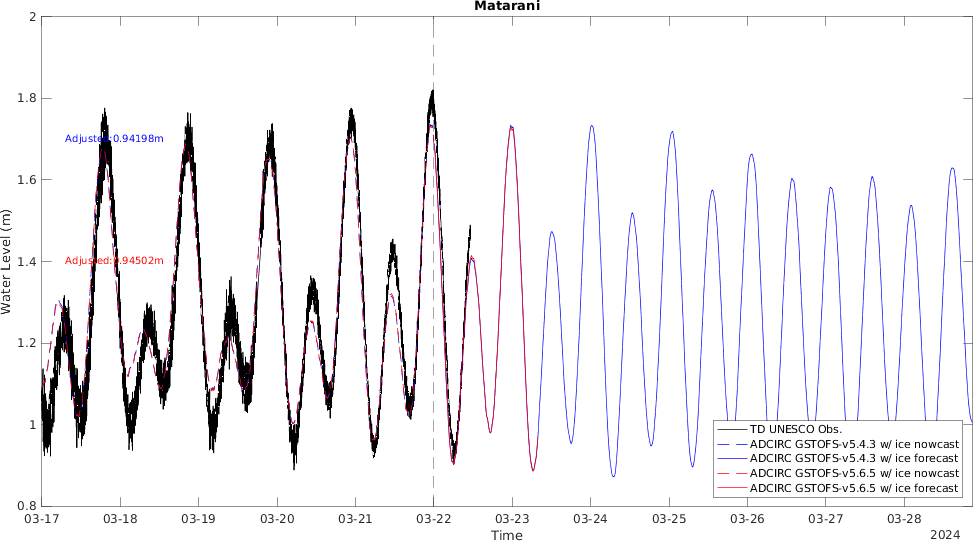 Matarani
2
1.8
1.6
1.4
1.2
1
0.8
Water Level (m)
Adjusted:0.94198m
Adjusted:0.94502m
TD UNESCO Obs.
ADCIRC GSTOFS-v5.4.3 w/ ice nowcast
ADCIRC GSTOFS-v5.4.3 w/ ice forecast
ADCIRC GSTOFS-v5.6.5 w/ ice nowcast
ADCIRC GSTOFS-v5.6.5 w/ ice forecast
03-17 03-18 03-19 03-20 03-21 03-22 03-23 03-24 03-25 03-26 03-27 03-28
Time
2024